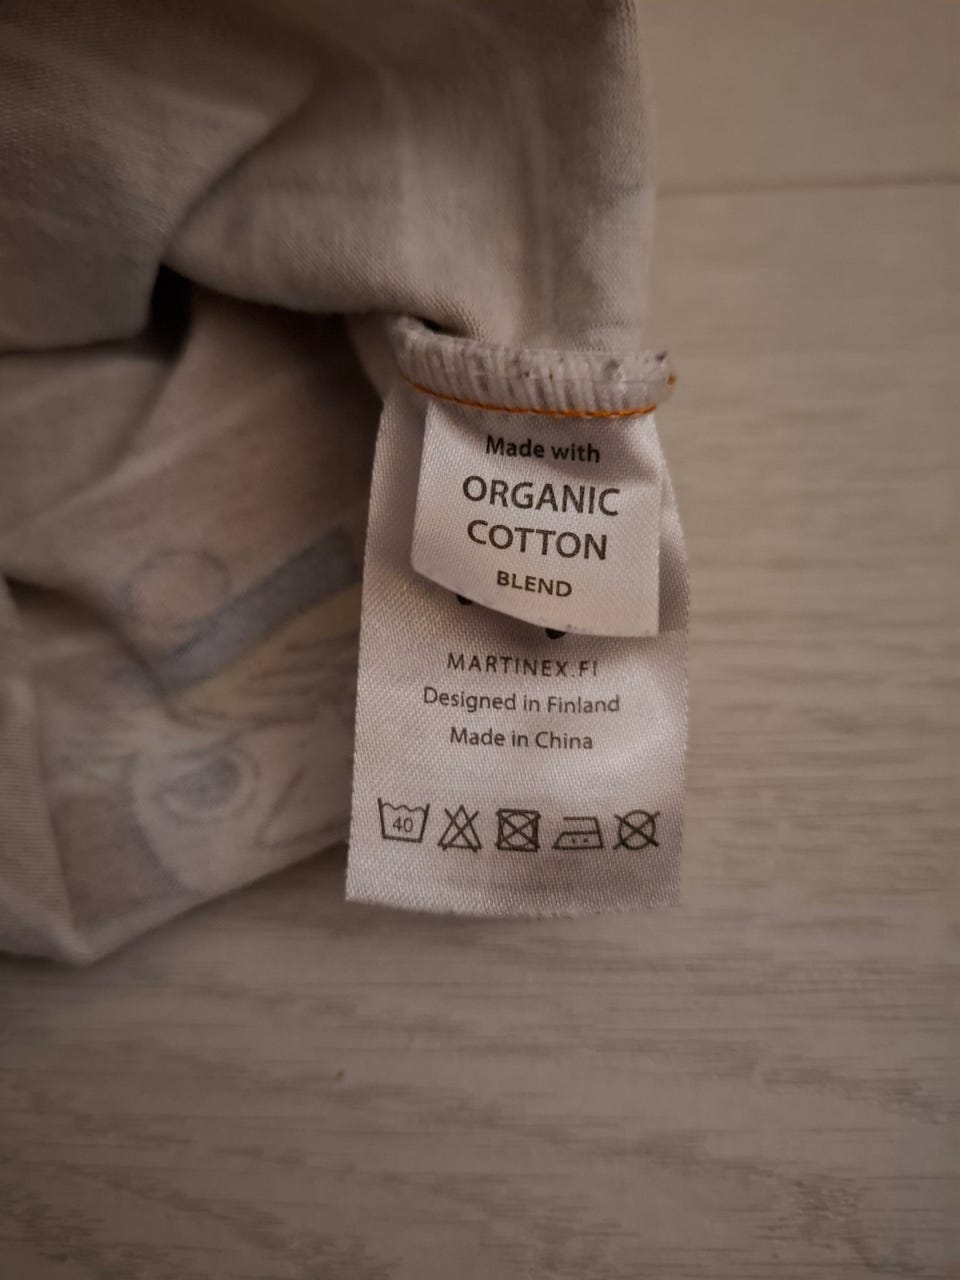 Made with
ORGANIC
COTTON
BLEND
MARTINEX.FI
Designed in Finland
Made in China
40